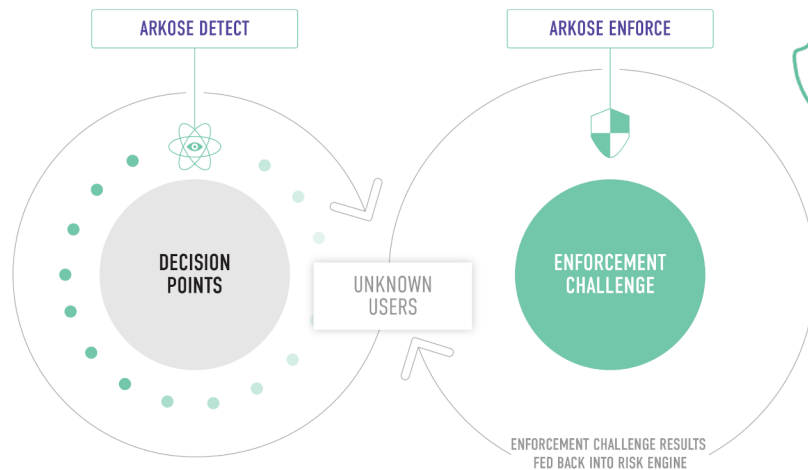 ARKOSE DETECT
ARKOSE ENFORCE
DECISION
POINTS
UNKNOWN
USERS
ENFORCEMENT
CHALLENGE
ENFORCEMENT CHALLENGE RESULTS
FED BACK INTO RISK ENGINE